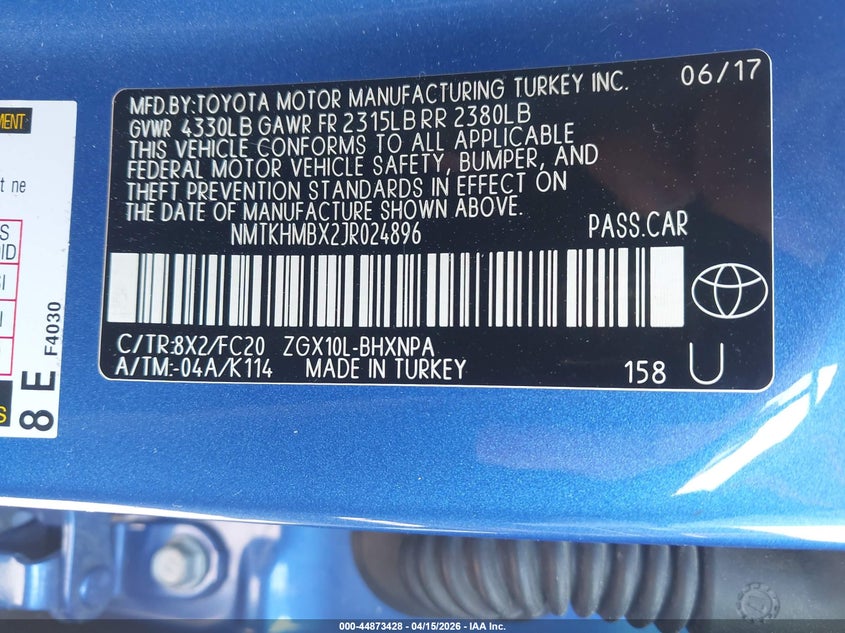 MFD.BY:TOYOTA MOTOR MANUFACTURING TURKEY INC. 06/17
GVWR 4330LB GAWR FR 2315LB RR 2380LB
THIS VEHICLE CONFORMS TO ALL APPLICABLE
FEDERAL MOTOR VEHICLE SAFETY, BUMPER, AND
THEFT PREVENTION STANDARDS IN EFFECT ON
THE DATE OF MANUFACTURE SHOWN ABOVE.
NMTKHMBX2JR024896 PASS.CAR
C/TR:8X2/FC20 ZGX10L-BHXNPA
A/TM:-04A/K114 MADE IN TURKEY 158 U
8 E
F4030
000-44873428 - 04/15/2026 - IAA Inc.